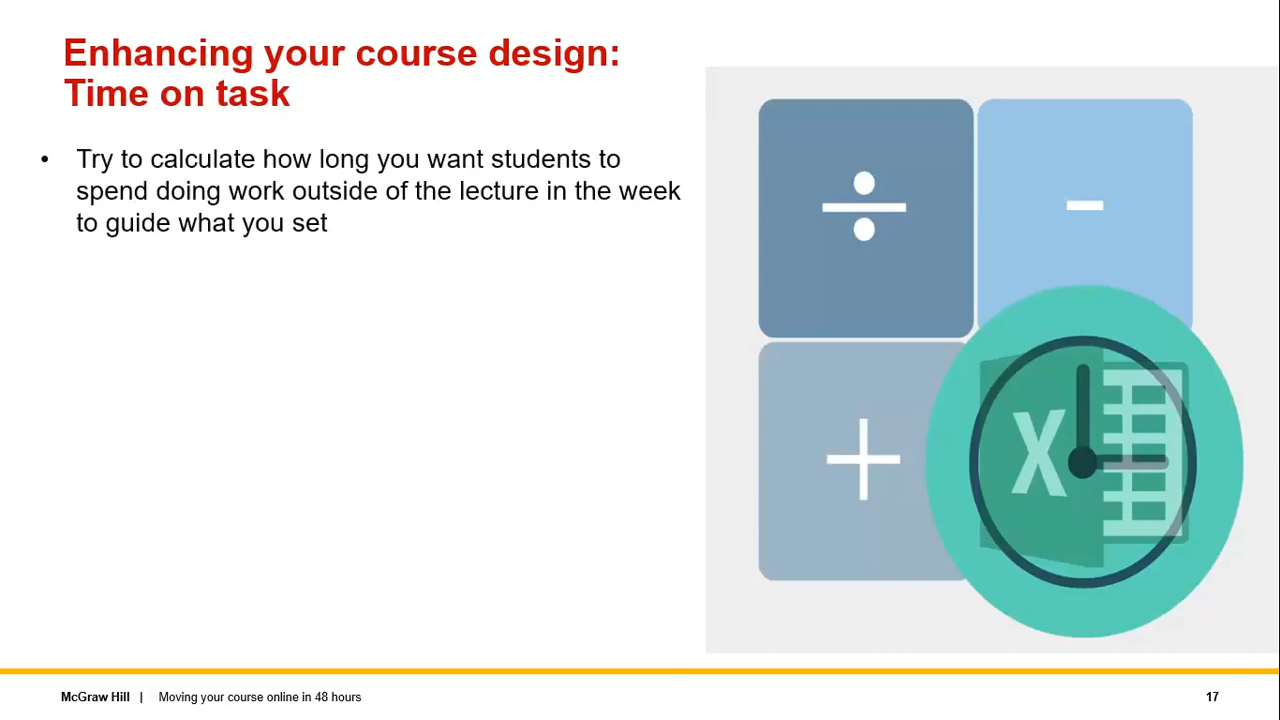 Enhancing your course design:
Time on task
• Try to calculate how long you want students to
spend doing work outside of the lecture in the week
to guide what you set
÷
-
+
X
McGraw Hill | Moving your course online in 48 hours
17